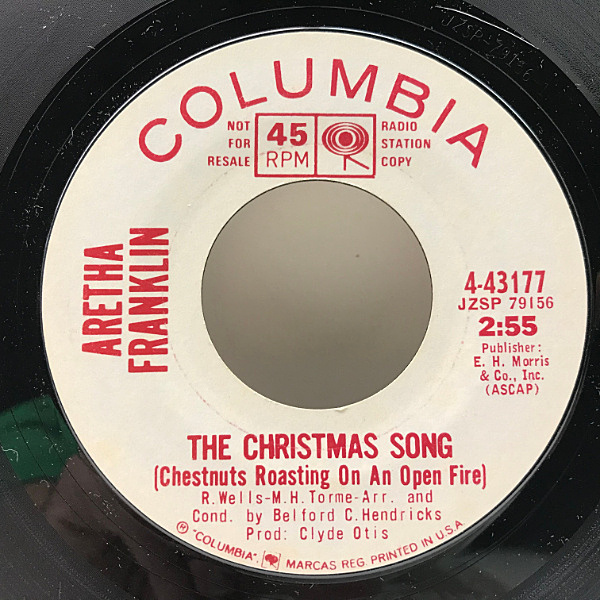 JZSP-79156
COLUMBIA
NOT
FOR
RESALE
45
RPM
RADIO
STATION
COPY
ARETHA
FRANKLIN
4-43177
JZSP 79156
2:55
Publisher:
E. H. Morris
& Co., Inc.
(ASCAP)
THE CHRISTMAS SONG
(Chestnuts Roasting On An Open Fire)
R. Wells-M.H. Torme-Arr. and
Cond. by Belford C. Hendricks
Prod: Clyde Otis
℗ "COLUMBIA", MARCAS REG. PRINTED IN U.S.A.